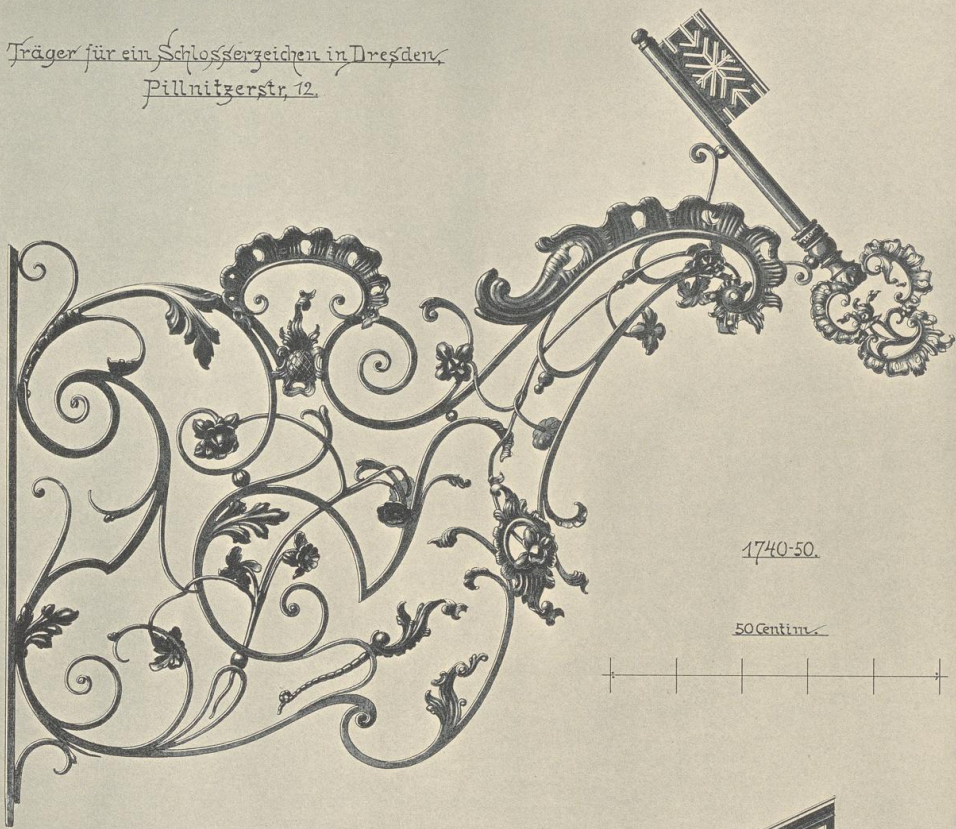 Träger für ein Schlosserzeichen in Dresden,
Pillnitzerstr, 12.
1740-50.
50 Centim.